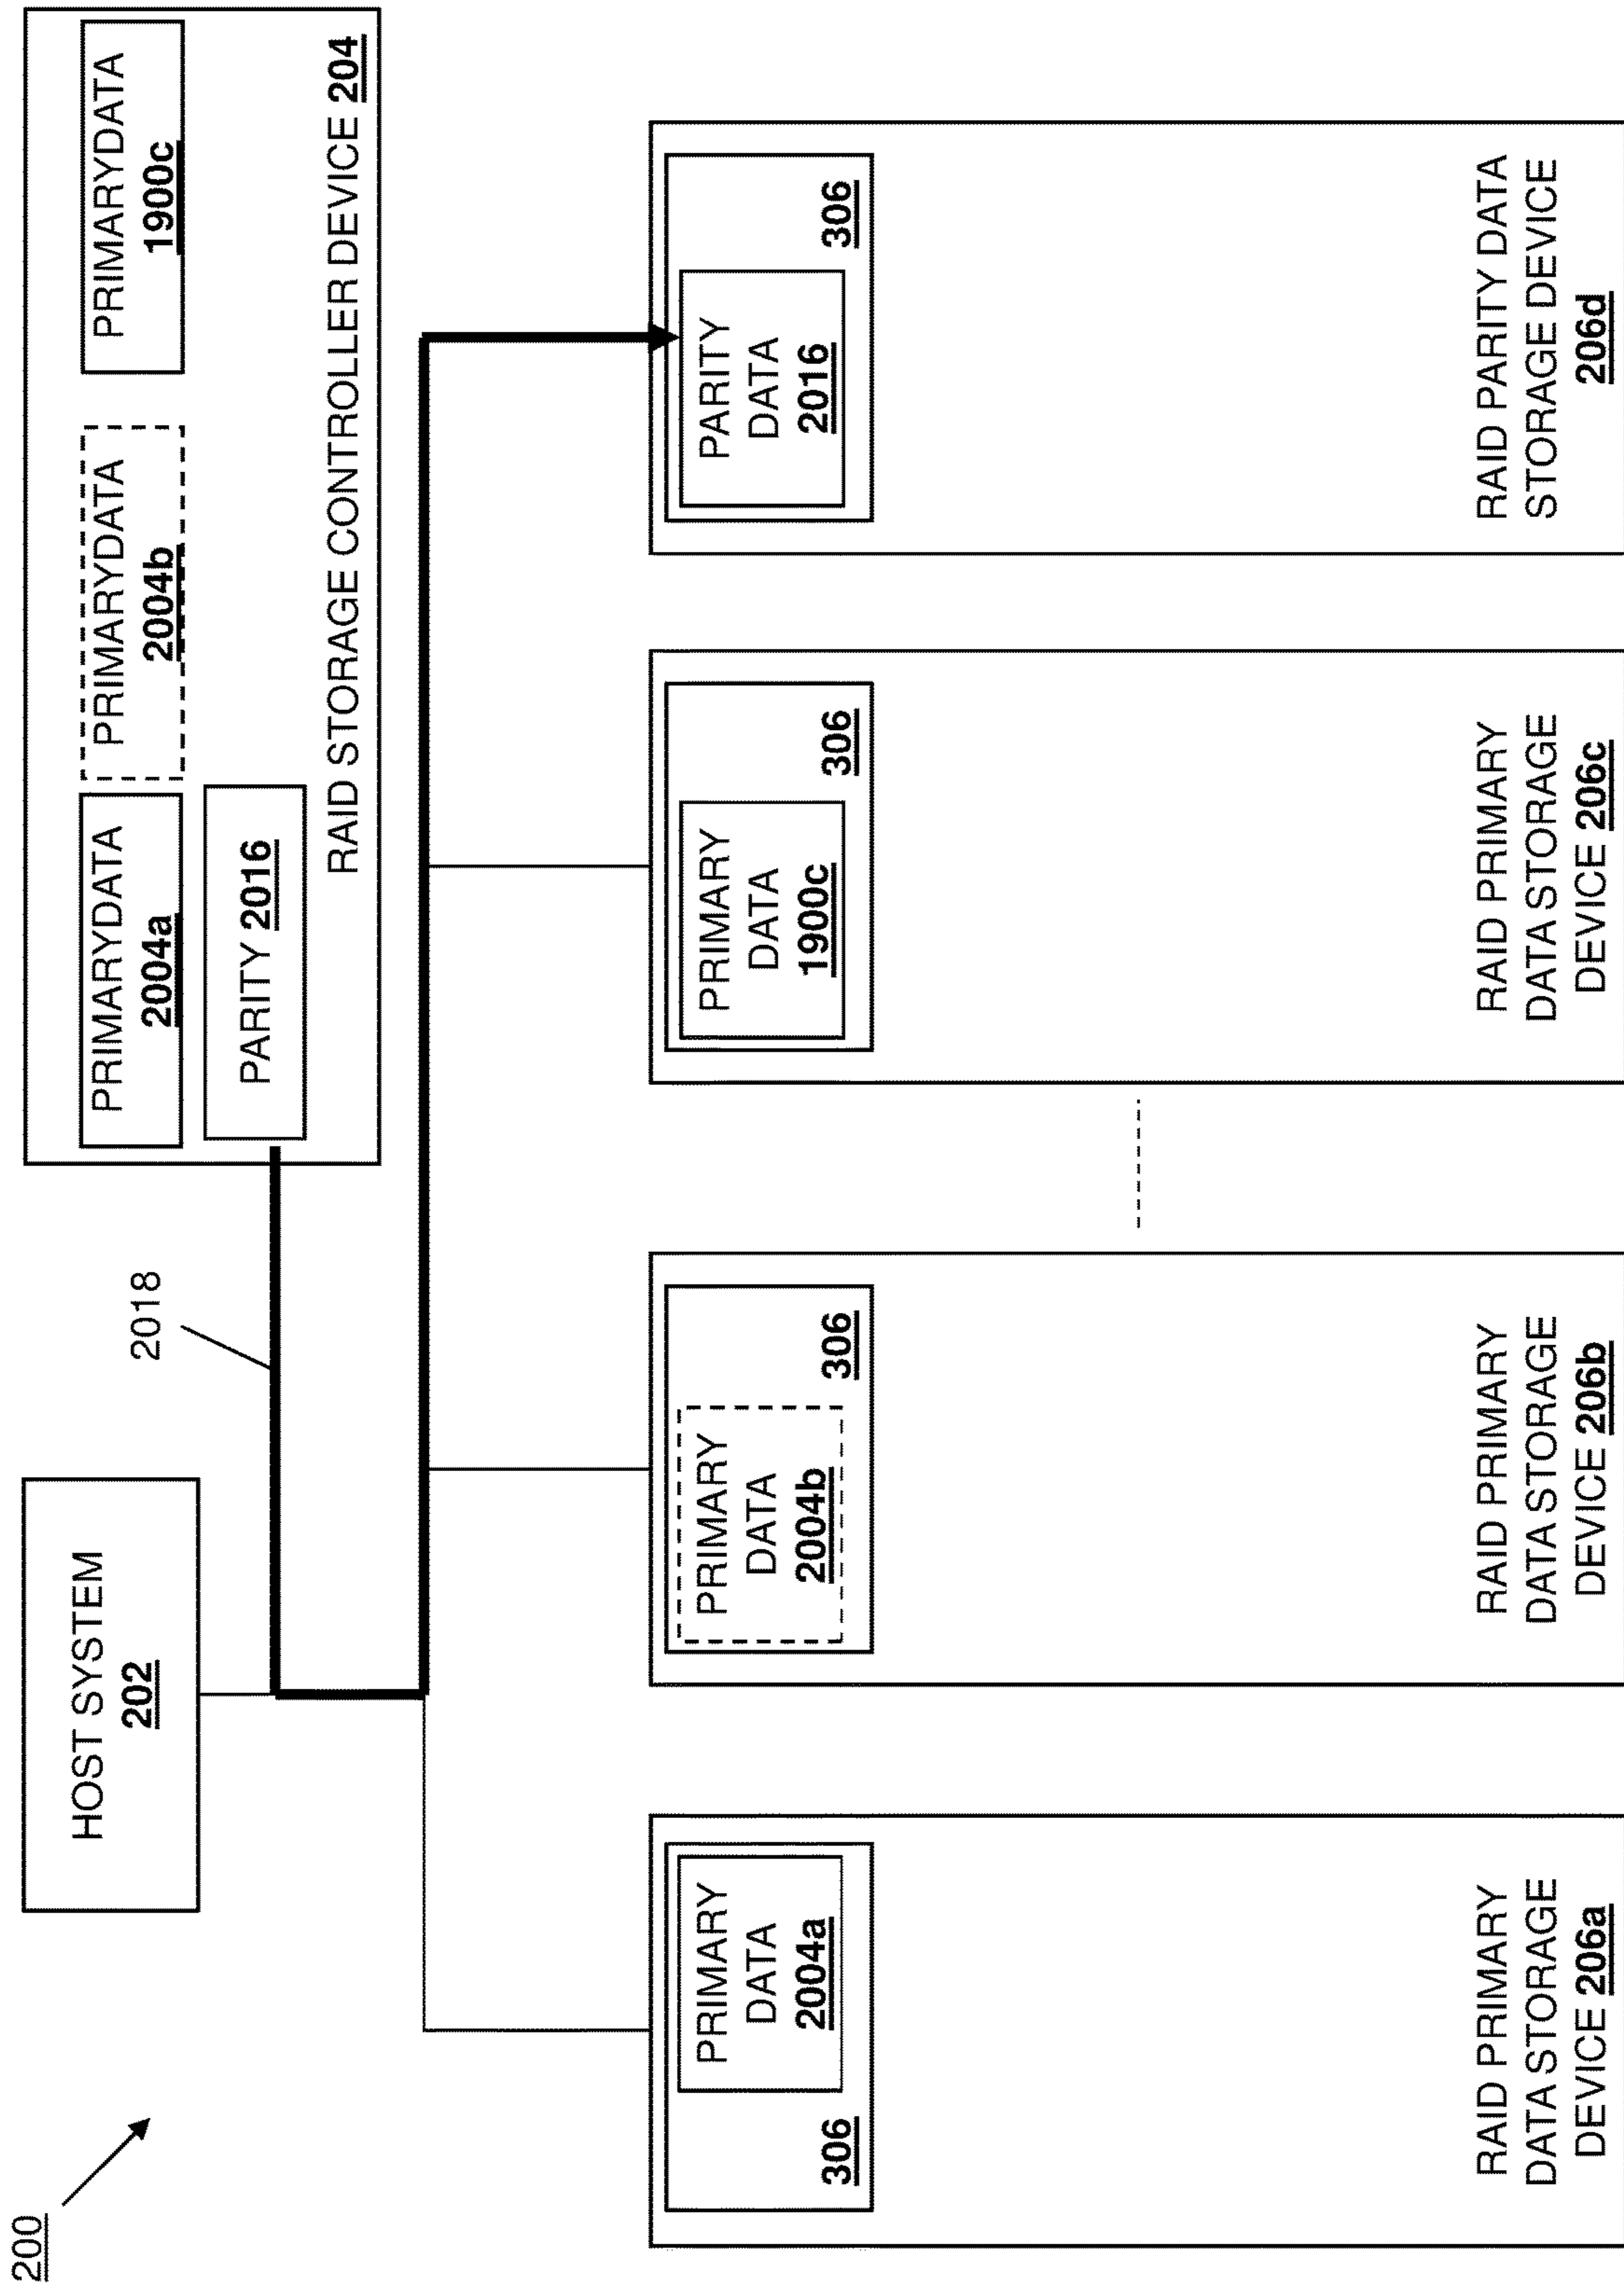 200
HOST SYSTEM
202
2018
PRIMARYDATA
2004a
PRIMARYDATA
2004b
PRIMARYDATA
1900c
PARITY 2016
RAID STORAGE CONTROLLER DEVICE 204
306
PRIMARY
DATA
2004a
RAID PRIMARY
DATA STORAGE
DEVICE 206a
PRIMARY
DATA
2004b
306
RAID PRIMARY
DATA STORAGE
DEVICE 206b
PRIMARY
DATA
1900c
306
RAID PRIMARY
DATA STORAGE
DEVICE 206c
PARITY
DATA
2016
306
RAID PARITY DATA
STORAGE DEVICE
206d